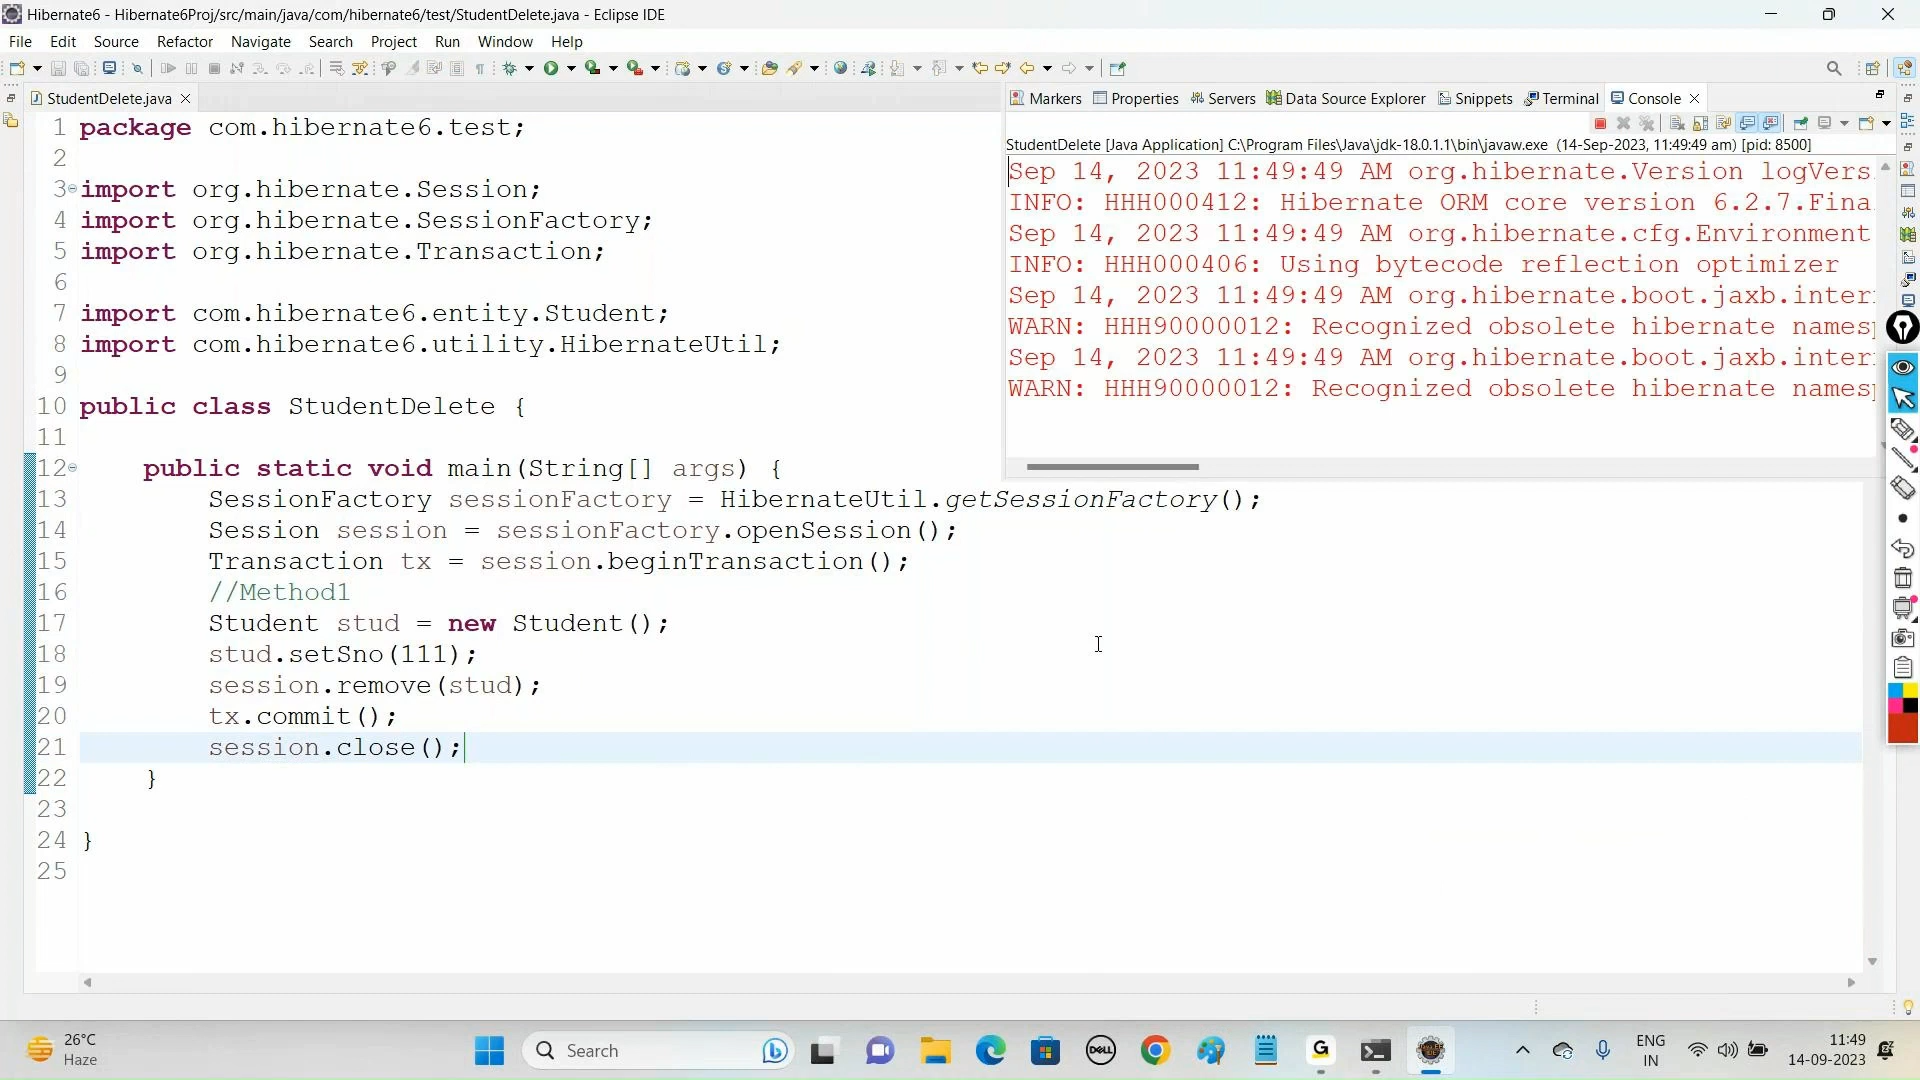 Hibernate6 - Hibernate6Proj/src/main/java/com/hibernate6/test/StudentDelete.java - Eclipse IDE
File Edit Source Refactor Navigate Search Project Run Window Help
StudentDelete.java
Markers Properties Servers Data Source Explorer Snippets Terminal Console
StudentDelete [Java Application] C:\Program Files\Java\jdk-18.0.1.1\bin\javaw.exe (14-Sep-2023, 11:49:49 am) [pid: 8500]
Sep 14, 2023 11:49:49 AM org.hibernate.Version logVers
INFO: HHH000412: Hibernate ORM core version 6.2.7.Fina
Sep 14, 2023 11:49:49 AM org.hibernate.cfg.Environment
INFO: HHH000406: Using bytecode reflection optimizer
Sep 14, 2023 11:49:49 AM org.hibernate.boot.jaxb.inter
WARN: HHH90000012: Recognized obsolete hibernate names
Sep 14, 2023 11:49:49 AM org.hibernate.boot.jaxb.inter
WARN: HHH90000012: Recognized obsolete hibernate names
1 package com.hibernate6.test;
2
3 import org.hibernate.Session;
4 import org.hibernate.SessionFactory;
5 import org.hibernate.Transaction;
6
7 import com.hibernate6.entity.Student;
8 import com.hibernate6.utility.HibernateUtil;
9
10 public class StudentDelete {
11
12 public static void main(String[] args) {
13 SessionFactory sessionFactory = HibernateUtil.getSessionFactory();
14 Session session = sessionFactory.openSession();
15 Transaction tx = session.beginTransaction();
16 //Method1
17 Student stud = new Student();
18 stud.setSno(111);
19 session.remove(stud);
20 tx.commit();
21 session.close();
22 }
23
24 }
25
26°C
Haze
Search
DELL
ENG
IN
11:49
14-09-2023